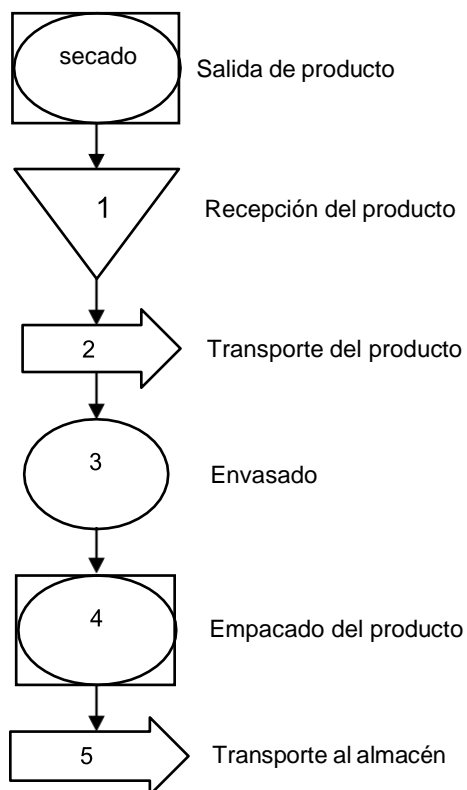 secado
Salida de producto
1
Recepción del producto
2
Transporte del producto
3
Envasado
4
Empacado del producto
5
Transporte al almacén